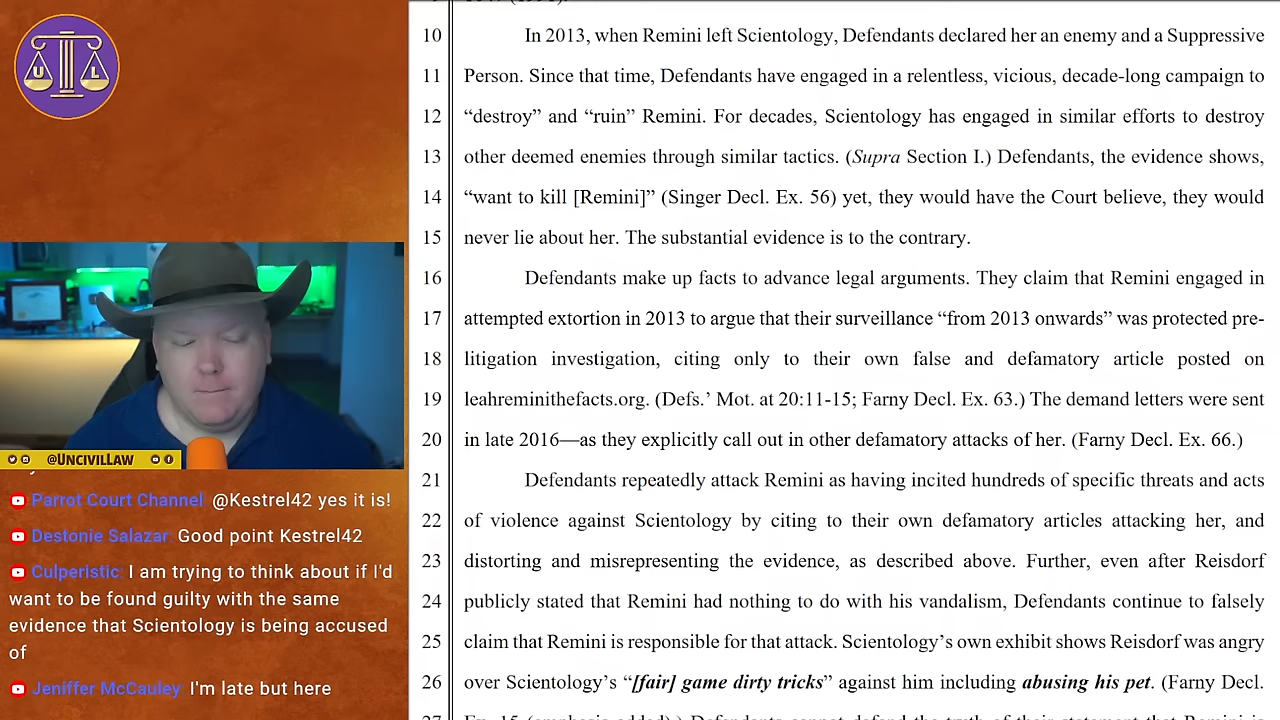 U L
@UNCIVILLAW
Parrot Court Channel @Kestrel42 yes it is!
Destonie Salazar Good point Kestrel42
Culperistic I am trying to think about if I'd
want to be found guilty with the same
evidence that Scientology is being accused
of
Jeniffer McCauley I'm late but here
10 In 2013, when Remini left Scientology, Defendants declared her an enemy and a Suppressive
11 Person. Since that time, Defendants have engaged in a relentless, vicious, decade-long campaign to
12 “destroy” and “ruin” Remini. For decades, Scientology has engaged in similar efforts to destroy
13 other deemed enemies through similar tactics. (Supra Section I.) Defendants, the evidence shows,
14 “want to kill [Remini]” (Singer Decl. Ex. 56) yet, they would have the Court believe, they would
15 never lie about her. The substantial evidence is to the contrary.
16 Defendants make up facts to advance legal arguments. They claim that Remini engaged in
17 attempted extortion in 2013 to argue that their surveillance “from 2013 onwards” was protected pre-
18 litigation investigation, citing only to their own false and defamatory article posted on
19 leahreminithefacts.org. (Defs.’ Mot. at 20:11-15; Farny Decl. Ex. 63.) The demand letters were sent
20 in late 2016—as they explicitly call out in other defamatory attacks of her. (Farny Decl. Ex. 66.)
21 Defendants repeatedly attack Remini as having incited hundreds of specific threats and acts
22 of violence against Scientology by citing to their own defamatory articles attacking her, and
23 distorting and misrepresenting the evidence, as described above. Further, even after Reisdorf
24 publicly stated that Remini had nothing to do with his vandalism, Defendants continue to falsely
25 claim that Remini is responsible for that attack. Scientology’s own exhibit shows Reisdorf was angry
26 over Scientology’s “[fair] game dirty tricks” against him including abusing his pet. (Farny Decl.